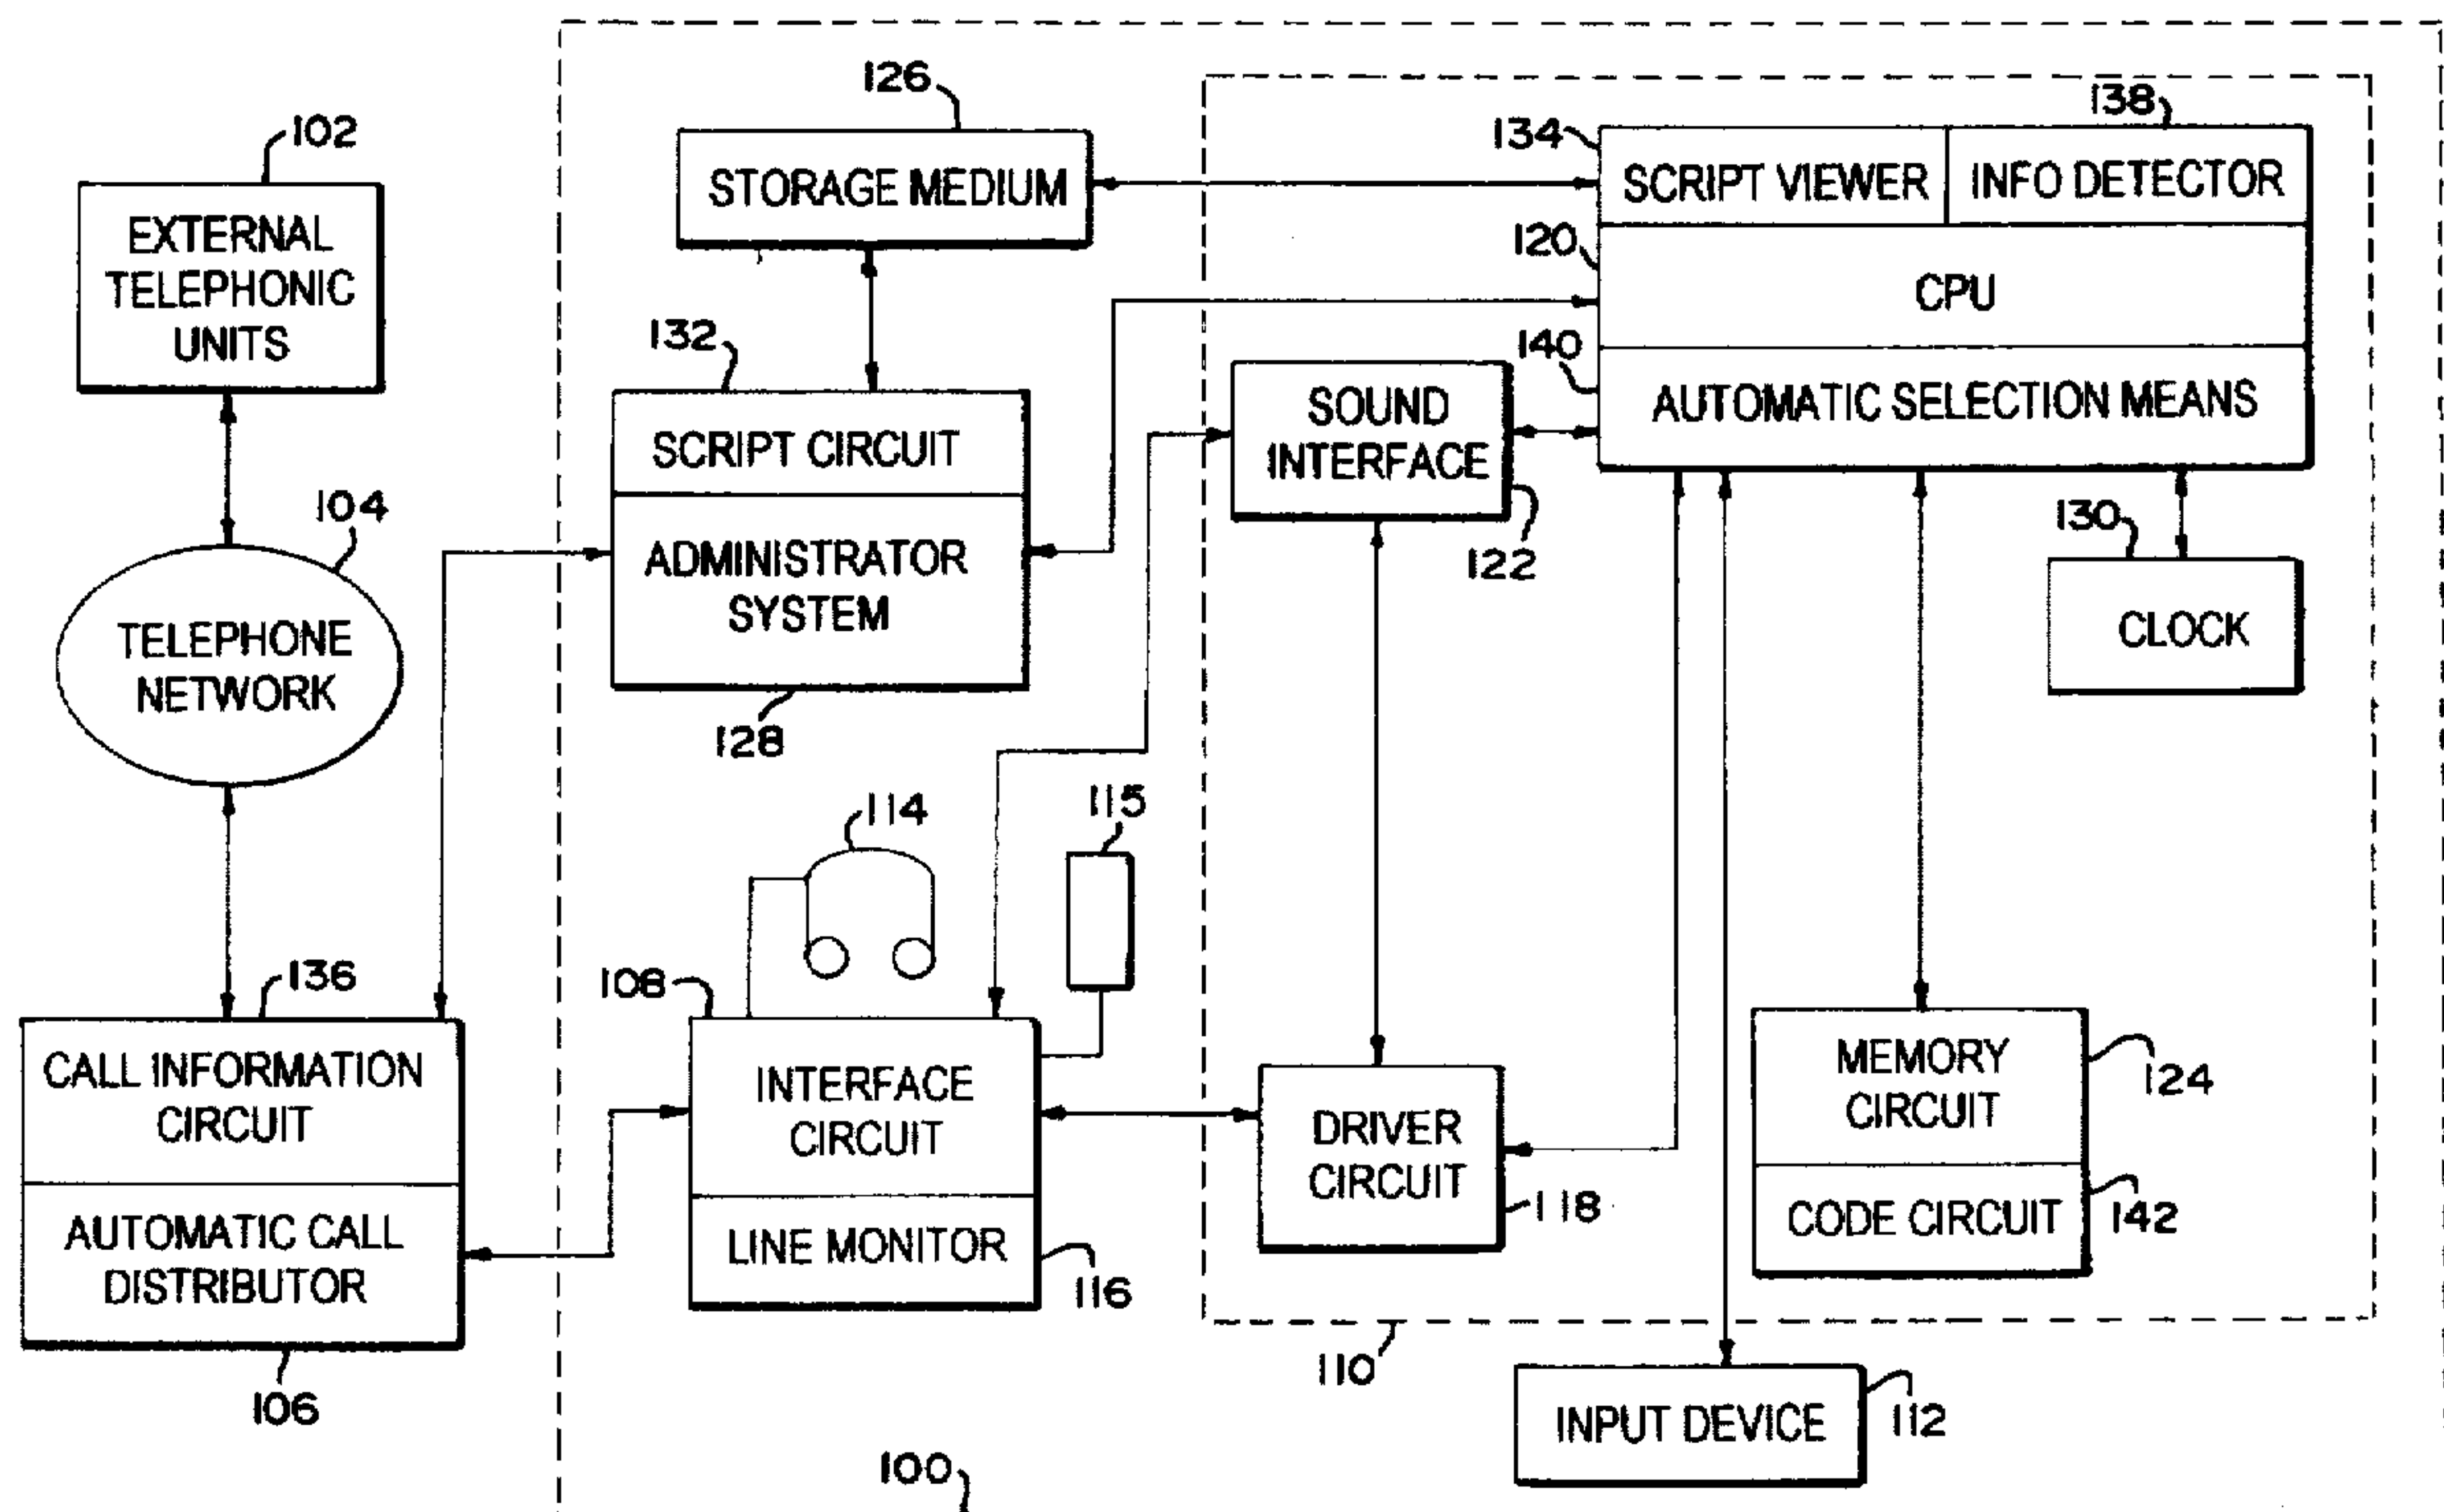 126
138
102
134
STORAGE MEDIUM
SCRIPT VIEWER
INFO DETECTOR
EXTERNAL
TELEPHONIC
UNITS
120
CPU
132
140
SCRIPT CIRCUIT
SOUND
INTERFACE
AUTOMATIC SELECTION MEANS
104
122
130
ADMINISTRATOR
SYSTEM
CLOCK
TELEPHONE
NETWORK
128
114
115
136
108
CALL INFORMATION
CIRCUIT
INTERFACE
CIRCUIT
MEMORY
CIRCUIT
124
DRIVER
CIRCUIT
118
AUTOMATIC CALL
DISTRIBUTOR
LINE MONITOR
116
CODE CIRCUIT
142
106
110
INPUT DEVICE
112
100